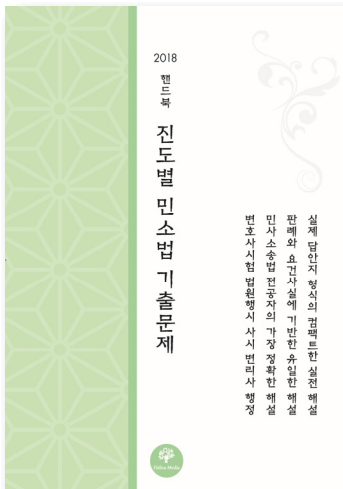 2018
핸드북
진도별 민소법 기출문제
실제 답안지 형식의 컴팩트한 실전 해설
판례와 요건사실에 기반한 유일한 해설
민사소송법 전공자의 가장 정확한 해설
변호사시험 법원행시 사시 변리사 행정